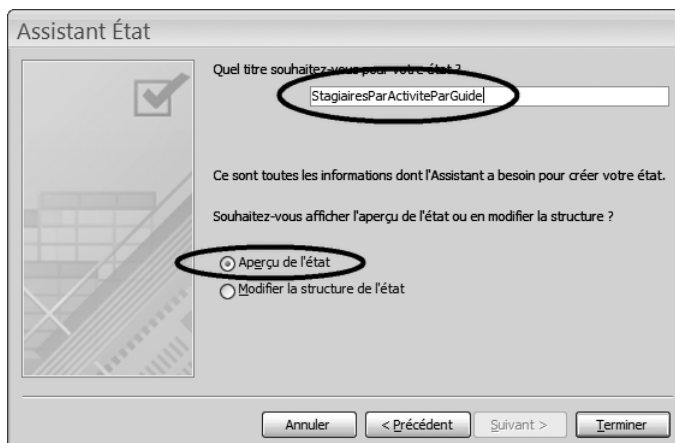 Assistant État
Quel titre souhaitez-vous pour votre état ?
StagiairesParActiviteParGuide
Ce sont toutes les informations dont l'Assistant a besoin pour créer votre état.
Souhaitez-vous afficher l'aperçu de l'état ou en modifier la structure ?
Aperçu de l'état
Modifier la structure de l'état
Annuler
< Précédent
Suivant >
Terminer